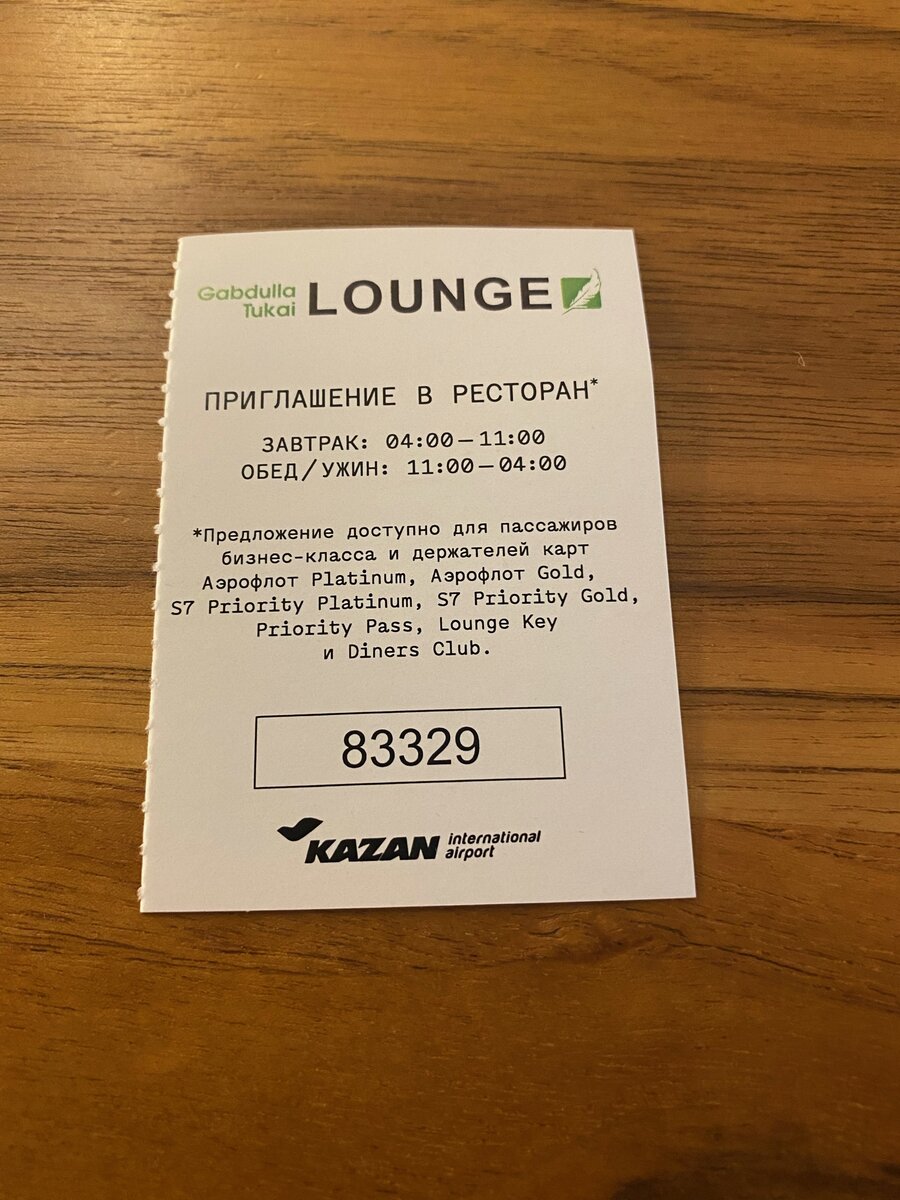 Gabdulla
Tukai
LOUNGE
ПРИГЛАШЕНИЕ В РЕСТОРАН*
ЗАВТРАК: 04:00—11:00
ОБЕД/УЖИН: 11:00—04:00
*Предложение доступно для пассажиров
бизнес-класса и держателей карт
Аэрофлот Platinum, Аэрофлот Gold,
S7 Priority Platinum, S7 Priority Gold,
Priority Pass, Lounge Key
и Diners Club.
83329
KAZAN international
airport